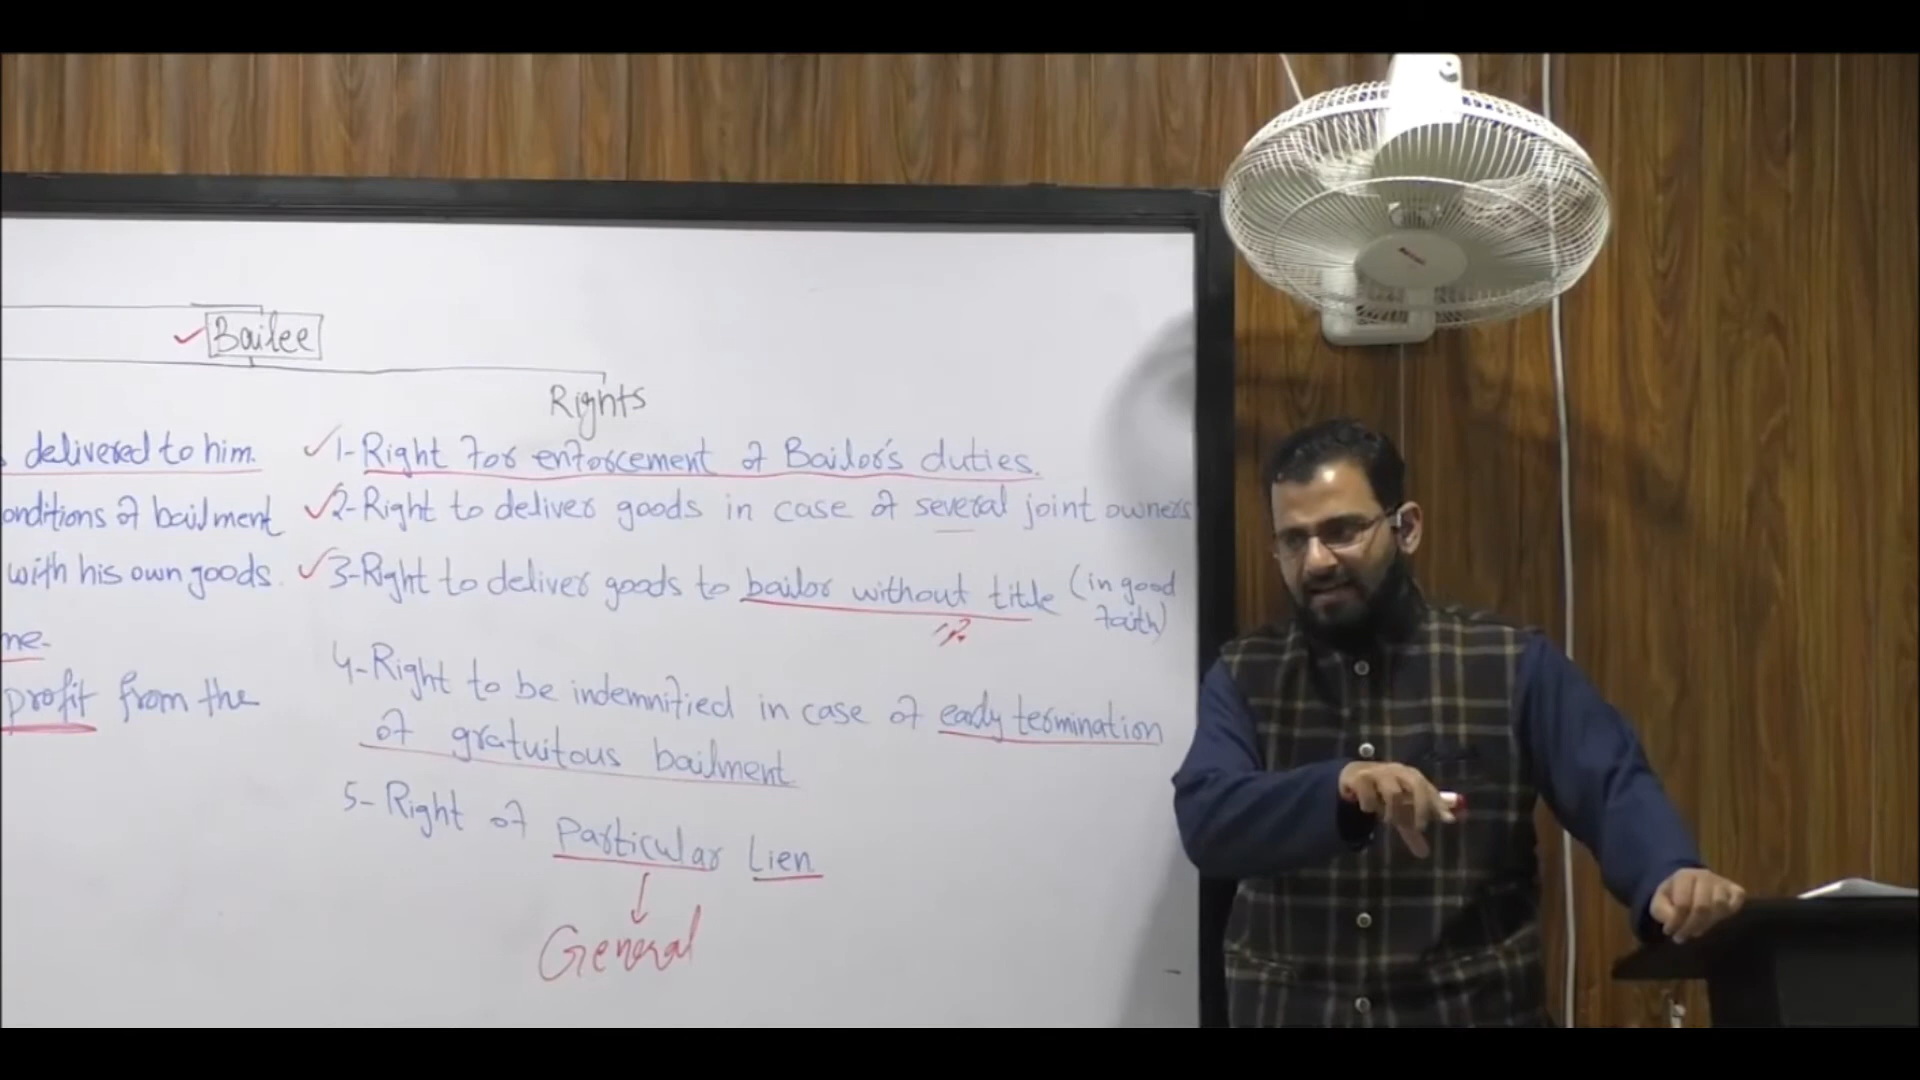 Bailee
Rights
delivered to him.
1-Right for enforcement of Bailor's duties.
onditions of bailment
2-Right to deliver goods in case of several joint owners
with his own goods.
3-Right to deliver goods to bailor without title (in good
faith)
me.
4-Right to be indemnified in case of early termination
of gratuitous bailment
profit from the
5-Right of Particular Lien
General